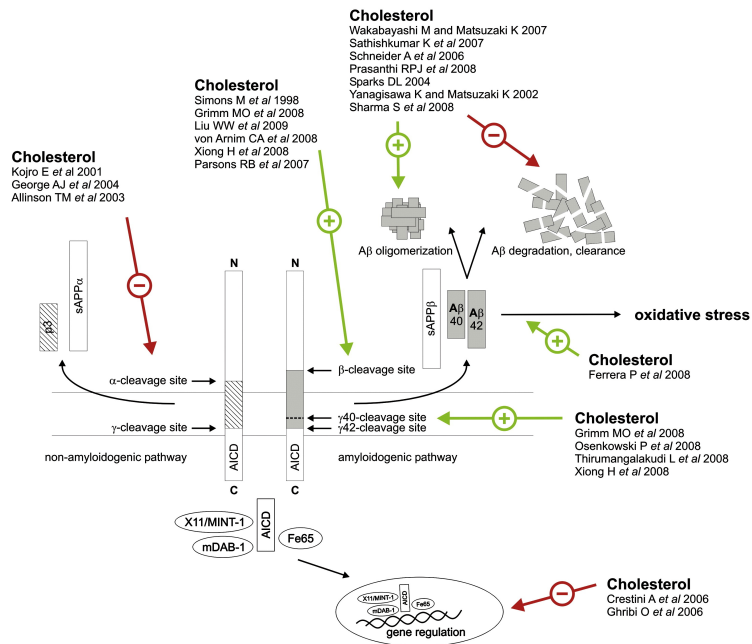 Cholesterol
Wakabayashi M and Matsuzaki K 2007
Sathishkumar K et al 2007
Schneider A et al 2006
Prasanthi RPJ et al 2008
Sparks DL 2004
Yanagisawa K and Matsuzaki K 2002
Sharma S et al 2008
Cholesterol
Simons M et al 1998
Grimm MO et al 2008
Liu WW et al 2009
von Arnim CA et al 2008
Xiong H et al 2008
Parsons RB et al 2007
Cholesterol
Kojro E et al 2001
George AJ et al 2004
Allinson TM et al 2003
+
−
+
−
Aβ oligomerization
Aβ degradation, clearance
N
N
p3
sAPPα
sAPPβ
Aβ
40
Aβ
42
oxidative stress
+
Cholesterol
Ferrera P et al 2008
α-cleavage site
β-cleavage site
γ-cleavage site
γ40-cleavage site
γ42-cleavage site
+
Cholesterol
Grimm MO et al 2008
Osenkowski P et al 2008
Thirumangalakudi L et al 2008
Xiong H et al 2008
non-amyloidogenic pathway
AICD
AICD
amyloidogenic pathway
C
C
X11/MINT-1
mDAB-1
AICD
Fe65
X11/MINT-1
mDAB-1
AICD
Fe65
gene regulation
−
Cholesterol
Crestini A et al 2006
Ghribi O et al 2006